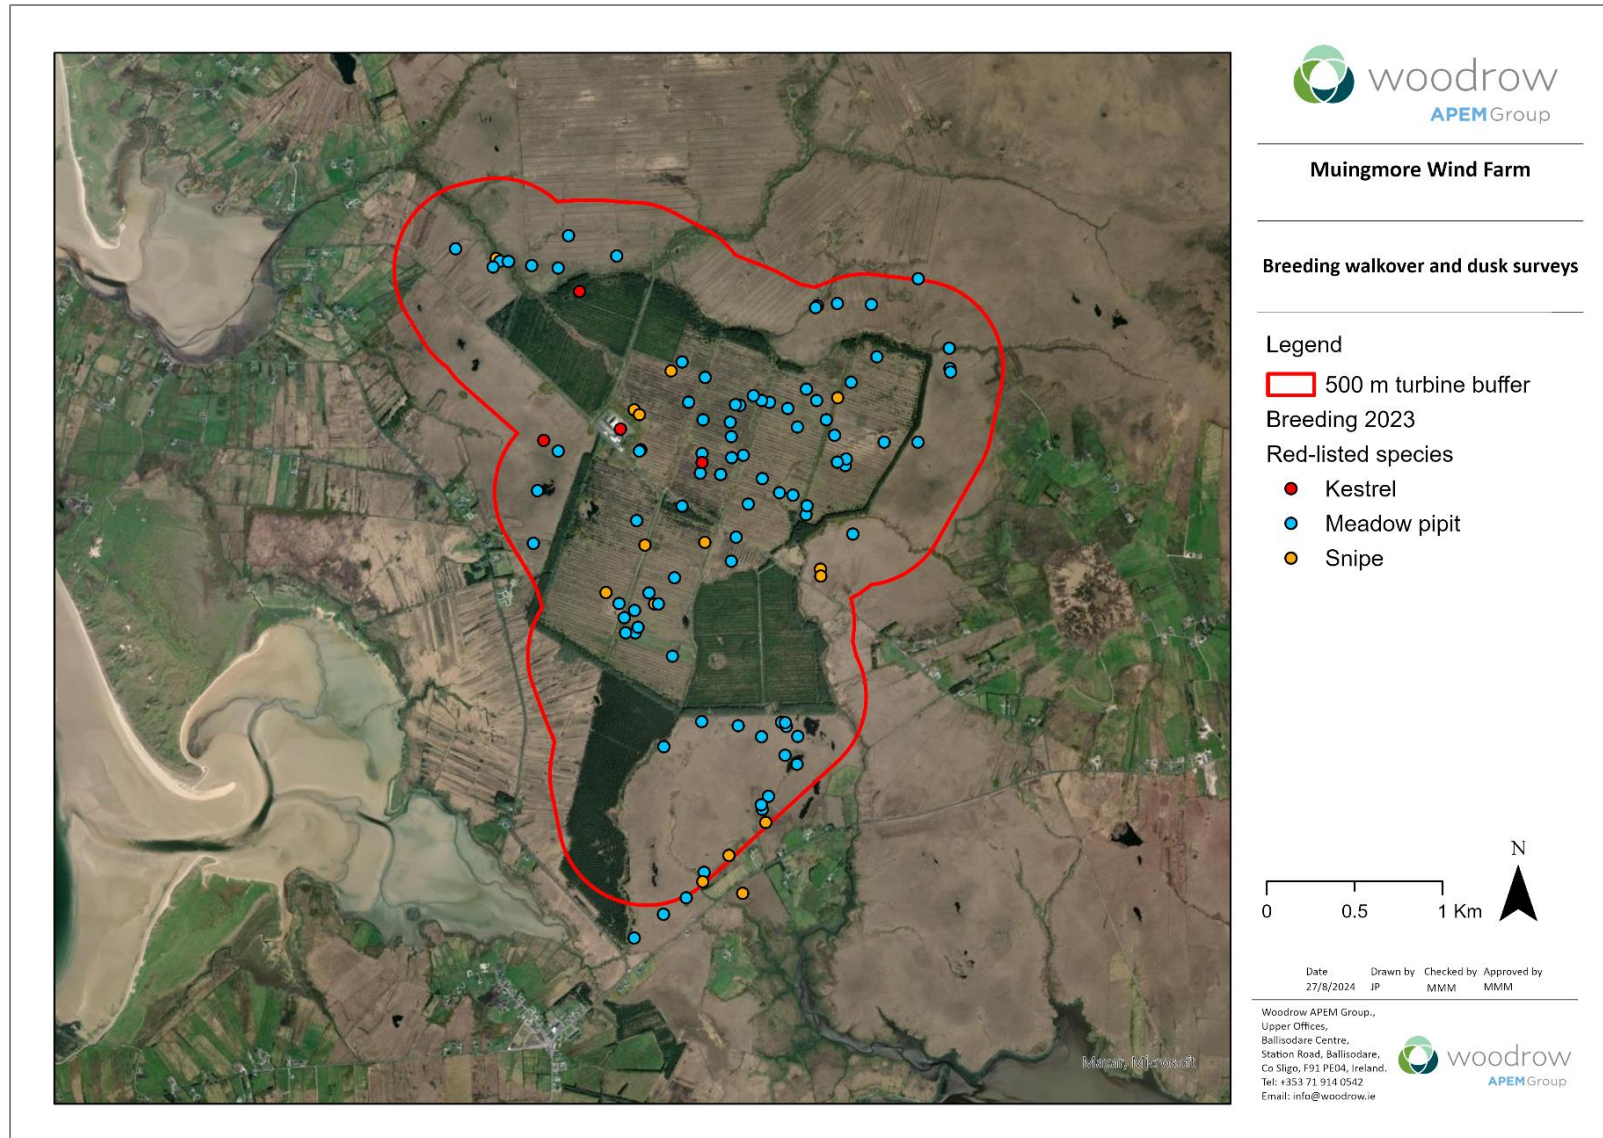 woodrow
APEM Group
Muingmore Wind Farm
Breeding walkover and dusk surveys
Legend
500 m turbine buffer
Breeding 2023
Red-listed species
Kestrel
Meadow pipit
Snipe
N
0 0.5 1 Km
Date Drawn by Checked by Approved by
27/8/2024 JP MMM MMM
Woodrow APEM Group.,
Upper Offices,
Ballisodare Centre,
Station Road, Ballisodare,
Co Sligo, F91 PE04, Ireland.
Tel: +353 71 914 0542
Email: info@woodrow.ie
woodrow
APEM Group
Maxar, Microsoft